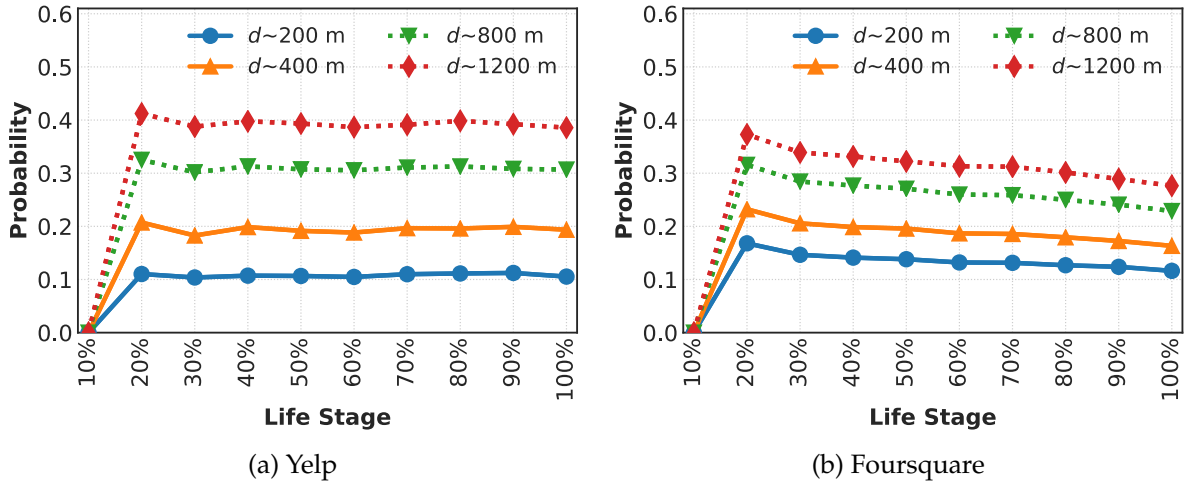 0.6
0.5
0.4
0.3
0.2
0.1
0.0
Probability
d~200 m
d~400 m
d~800 m
d~1200 m
10%
20%
30%
40%
50%
60%
70%
80%
90%
100%
Life Stage
(a) Yelp
0.6
0.5
0.4
0.3
0.2
0.1
0.0
Probability
d~200 m
d~400 m
d~800 m
d~1200 m
10%
20%
30%
40%
50%
60%
70%
80%
90%
100%
Life Stage
(b) Foursquare